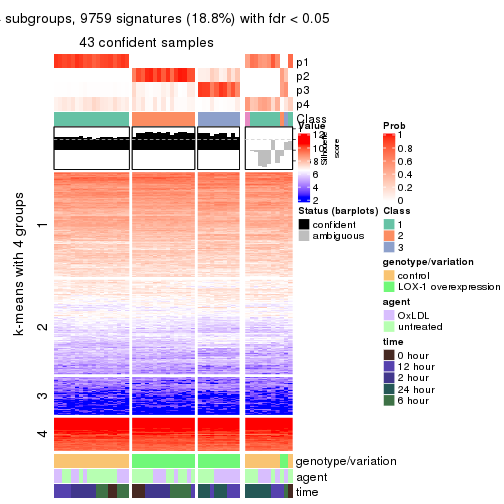 subgroups, 9759 signatures (18.8%) with fdr < 0.05
43 confident samples
p1
p2
p3
p4
Class
Silhouette
score
k-means with 4 groups
1
2
3
4
Value
12
10
8
6
4
2
Prob
1
0.8
0.6
0.4
0.2
0
Status (barplots)
confident
ambiguous
Class
1
2
3
genotype/variation
control
LOX-1 overexpression
agent
OxLDL
untreated
time
0 hour
12 hour
2 hour
24 hour
6 hour
genotype/variation
agent
time